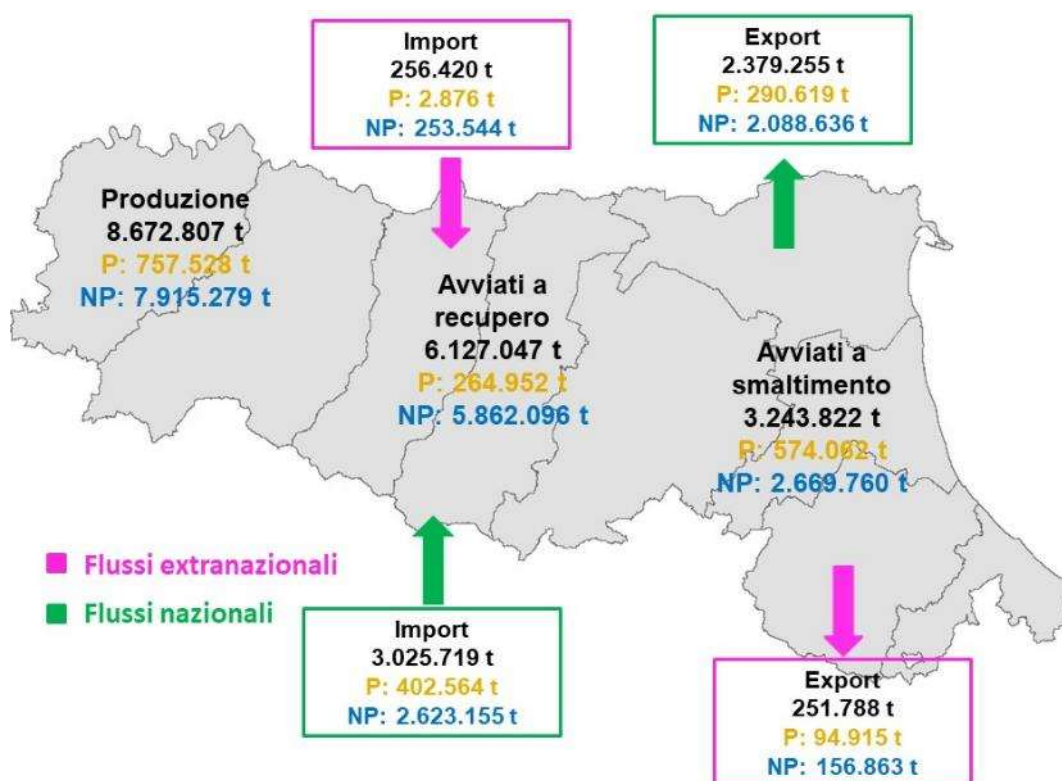 Import
256.420 t
P: 2.876 t
NP: 253.544 t
Export
2.379.255 t
P: 290.619 t
NP: 2.088.636 t
Produzione
8.672.807 t
P: 757.528 t
NP: 7.915.279 t
Avviati a
recupero
6.127.047 t
P: 264.952 t
NP: 5.862.096 t
Avviati a
smaltimento
3.243.822 t
P: 574.062 t
NP: 2.669.760 t
Flussi extranazionali
Flussi nazionali
Import
3.025.719 t
P: 402.564 t
NP: 2.623.155 t
Export
251.788 t
P: 94.915 t
NP: 156.863 t